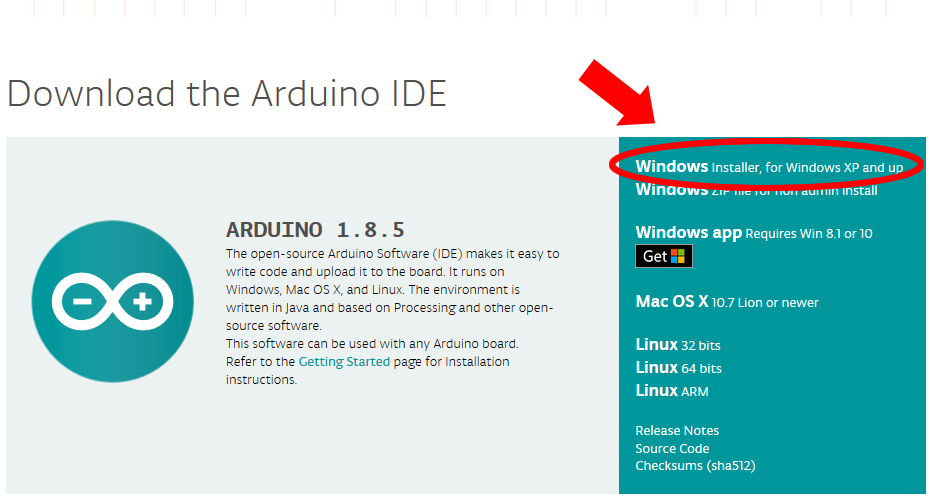 Download the Arduino IDE
ARDUINO 1.8.5
The open-source Arduino Software (IDE) makes it easy to
write code and upload it to the board. It runs on
Windows, Mac OS X, and Linux. The environment is
written in Java and based on Processing and other open-
source software.
This software can be used with any Arduino board.
Refer to the Getting Started page for Installation
instructions.
Windows Installer, for Windows XP and up
Windows ZIP file for non admin install
Windows app Requires Win 8.1 or 10
Get
Mac OS X 10.7 Lion or newer
Linux 32 bits
Linux 64 bits
Linux ARM
Release Notes
Source Code
Checksums (sha512)